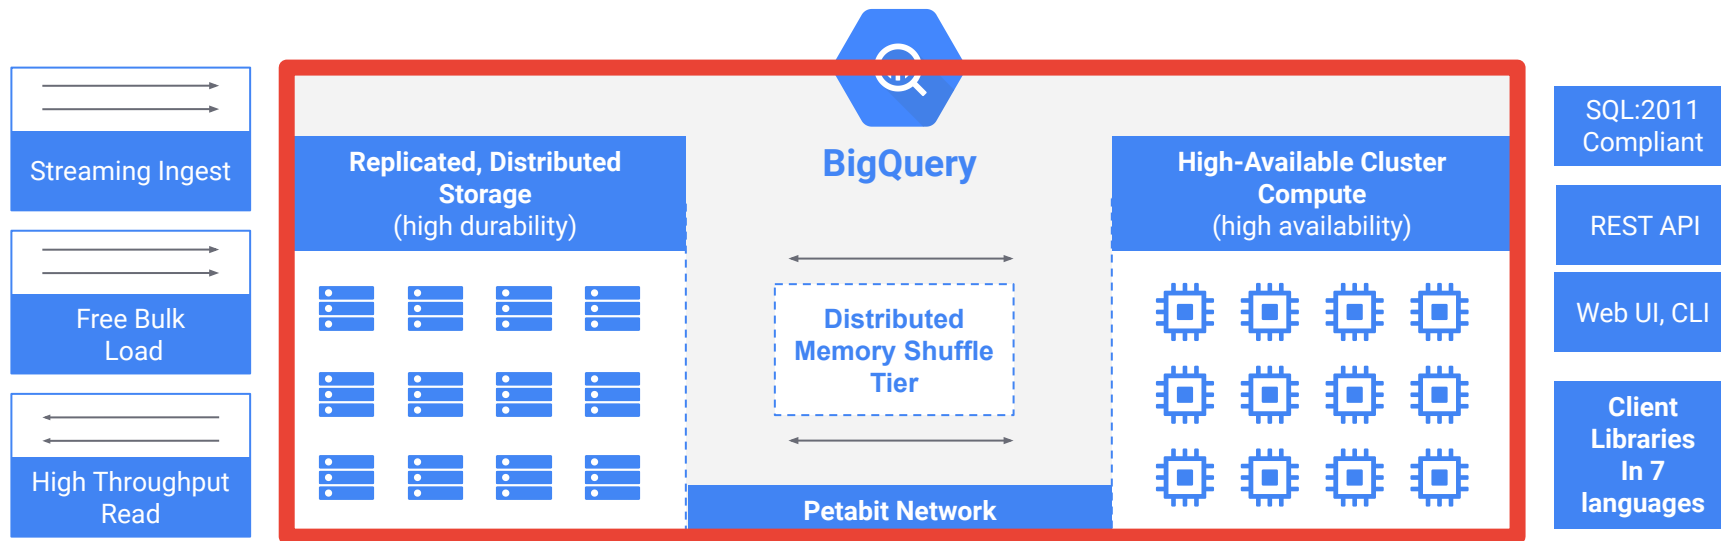 Streaming Ingest
Free Bulk
Load
High Throughput
Read
Replicated, Distributed
Storage
(high durability)
BigQuery
Distributed
Memory Shuffle
Tier
Petabit Network
High-Available Cluster
Compute
(high availability)
SQL:2011
Compliant
REST API
Web UI, CLI
Client
Libraries
In 7
languages